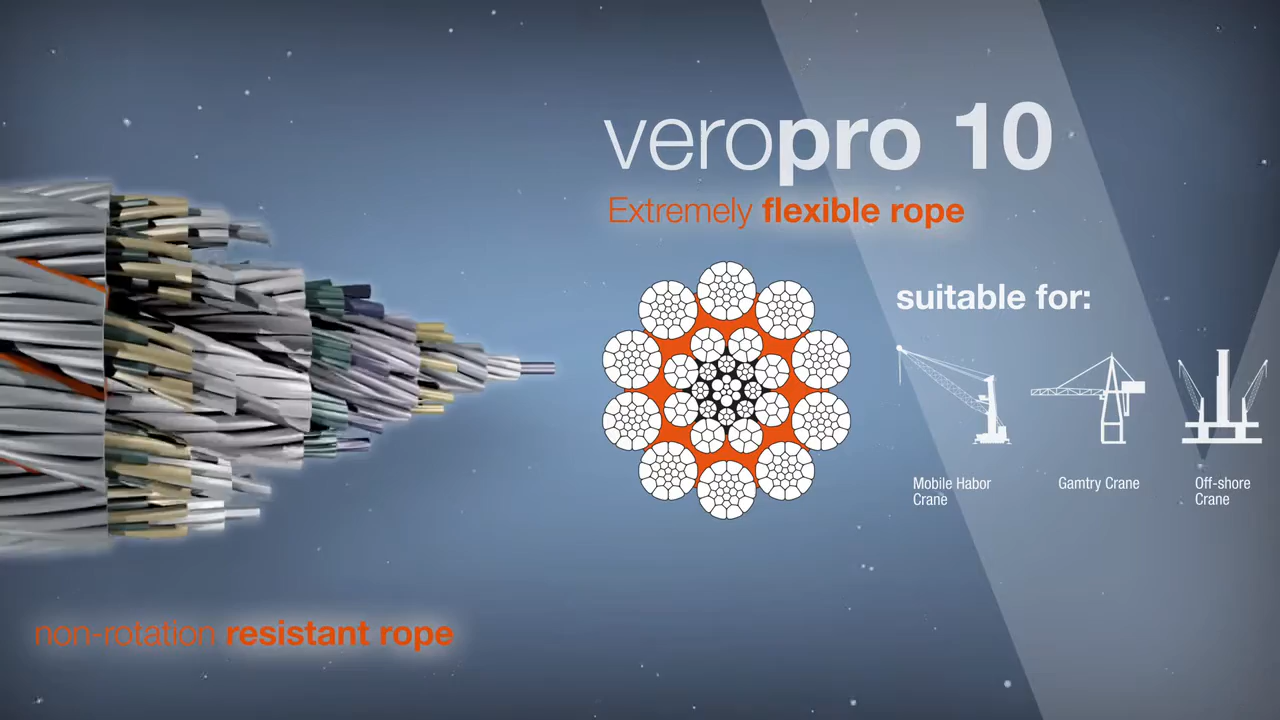 veropro 10
Extremely flexible rope
suitable for:
Mobile Habor
Crane
Gamtry Crane
Off-shore
Crane
non-rotation resistant rope